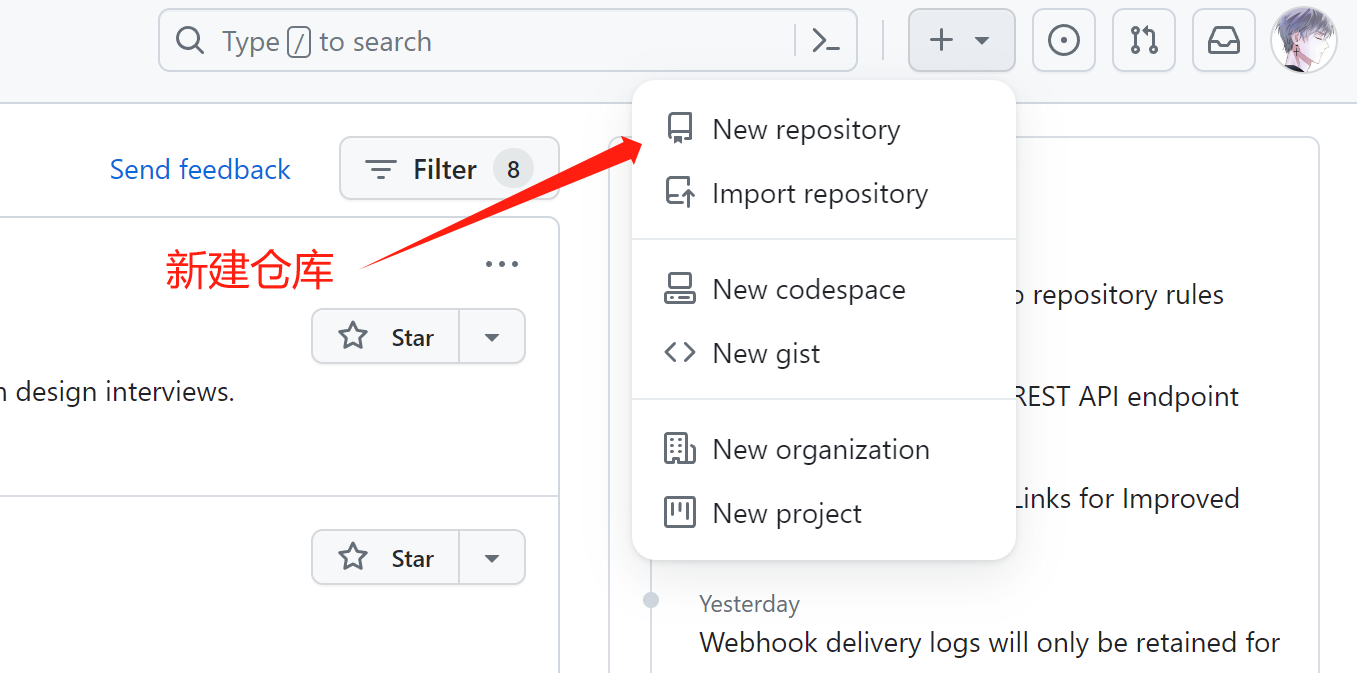 Type / to search
New repository
Import repository
New codespace
New gist
New organization
New project
Send feedback
Filter 8
新建仓库
Star
design interviews.
Star
repository rules
REST API endpoint
Links for Improved
Yesterday
Webhook delivery logs will only be retained for